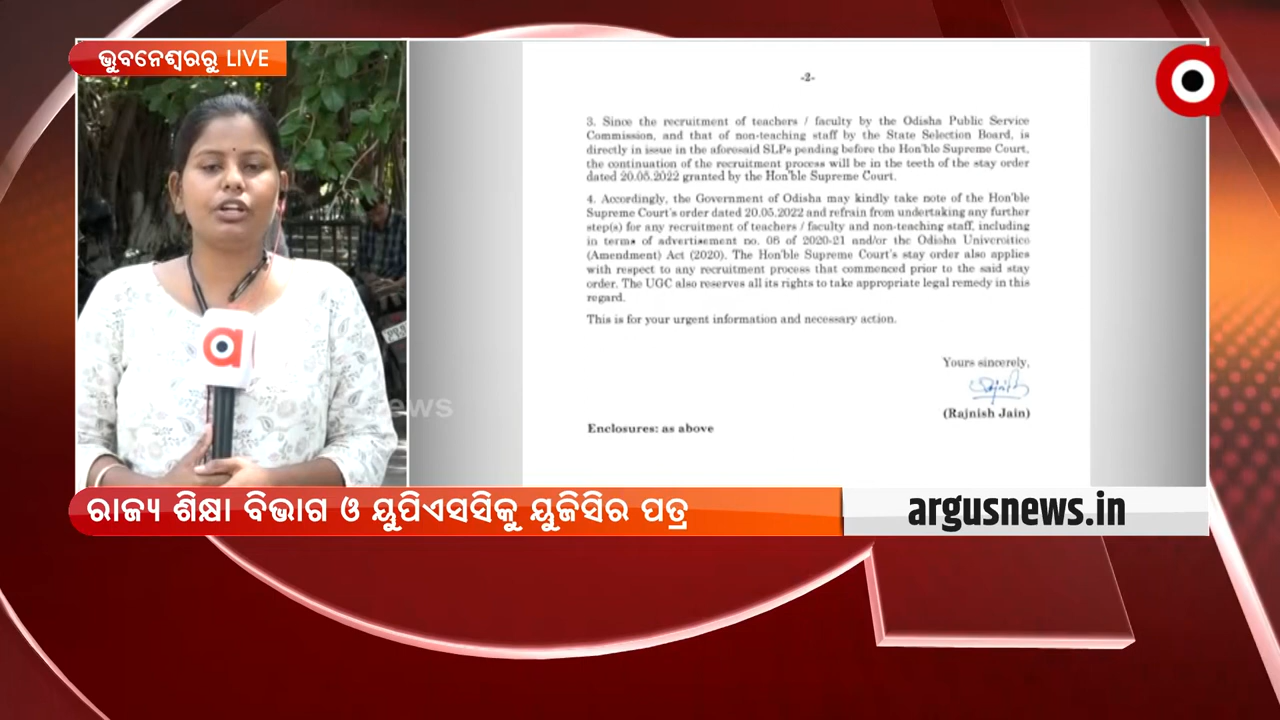 ଭୁବନେଶ୍ୱରରୁ LIVE
-2-
3. Since the recruitment of teachers / faculty by the Odisha Public Service
Commission, and that of non-teaching staff by the State Selection Board, is
directly in issue in the aforesaid SLPs pending before the Hon'ble Supreme Court,
the continuation of the recruitment process will be in the teeth of the stay order
dated 20.05.2022 granted by the Hon'ble Supreme Court.
4. Accordingly, the Government of Odisha may kindly take note of the Hon'ble
Supreme Court's order dated 20.05.2022 and refrain from undertaking any further
step(s) for any recruitment of teachers / faculty and non-teaching staff, including
in terms of advertisement no. 06 of 2020-21 and/or the Odisha Universities
(Amendment) Act (2020). The Hon'ble Supreme Court's stay order also applies
with respect to any recruitment process that commenced prior to the said stay
order. The UGC also reserves all its rights to take appropriate legal remedy in this
regard.
This is for your urgent information and necessary action.
Yours sincerely,
(Rajnish Jain)
Enclosures: as above
news
ରାଜ୍ୟ ଶିକ୍ଷା ବିଭାଗ ଓ ୟୁପିଏସସିକୁ ୟୁଜିସିର ପତ୍ର
argusnews.in